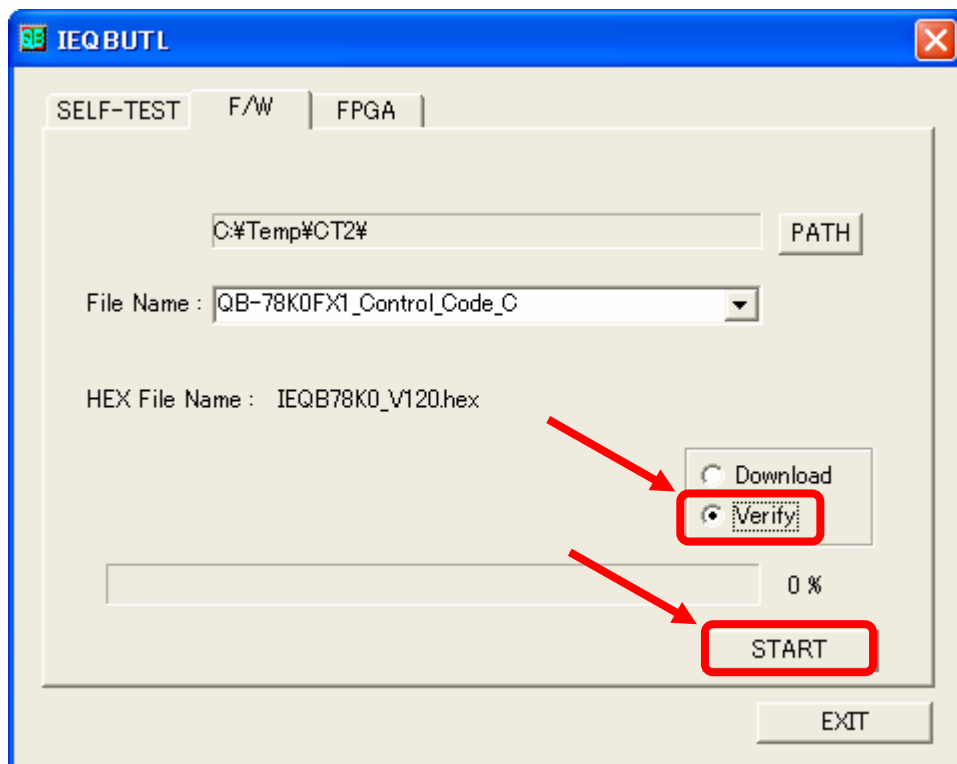 IEQBUTL
SELF-TEST F/W FPGA
C:¥Temp¥CT2¥ PATH
File Name : QB-78K0FX1_Control_Code_C
HEX File Name : IEQB78K0_V120.hex
Download
Verify
0 %
START
EXIT